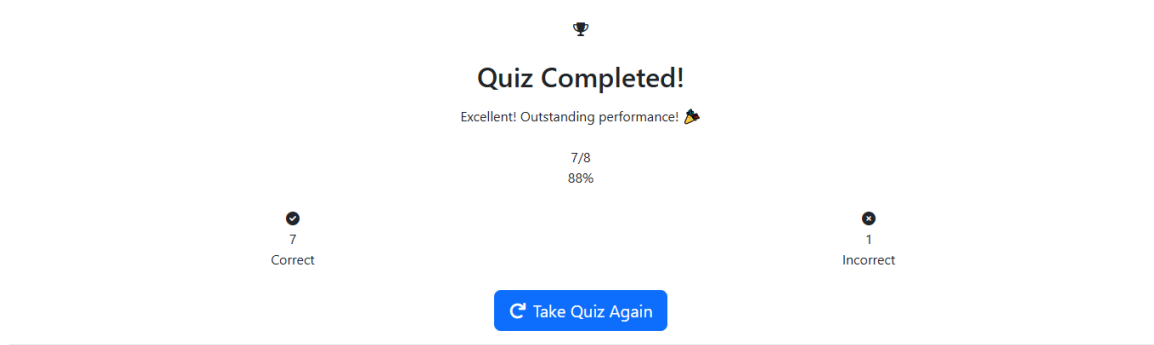 Quiz Completed!
Excellent! Outstanding performance! 🎉
7/8
88%
7
Correct
1
Incorrect
Take Quiz Again